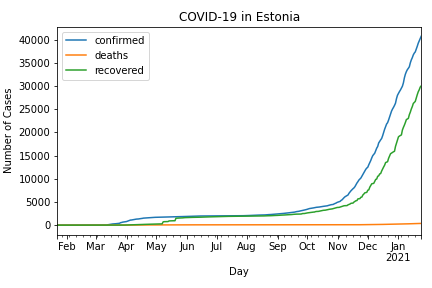 COVID-19 in Estonia
confirmed
deaths
recovered
Number of Cases
40000
35000
30000
25000
20000
15000
10000
5000
0
Feb Mar Apr May Jun Jul Aug Sep Oct Nov Dec Jan
2021
Day